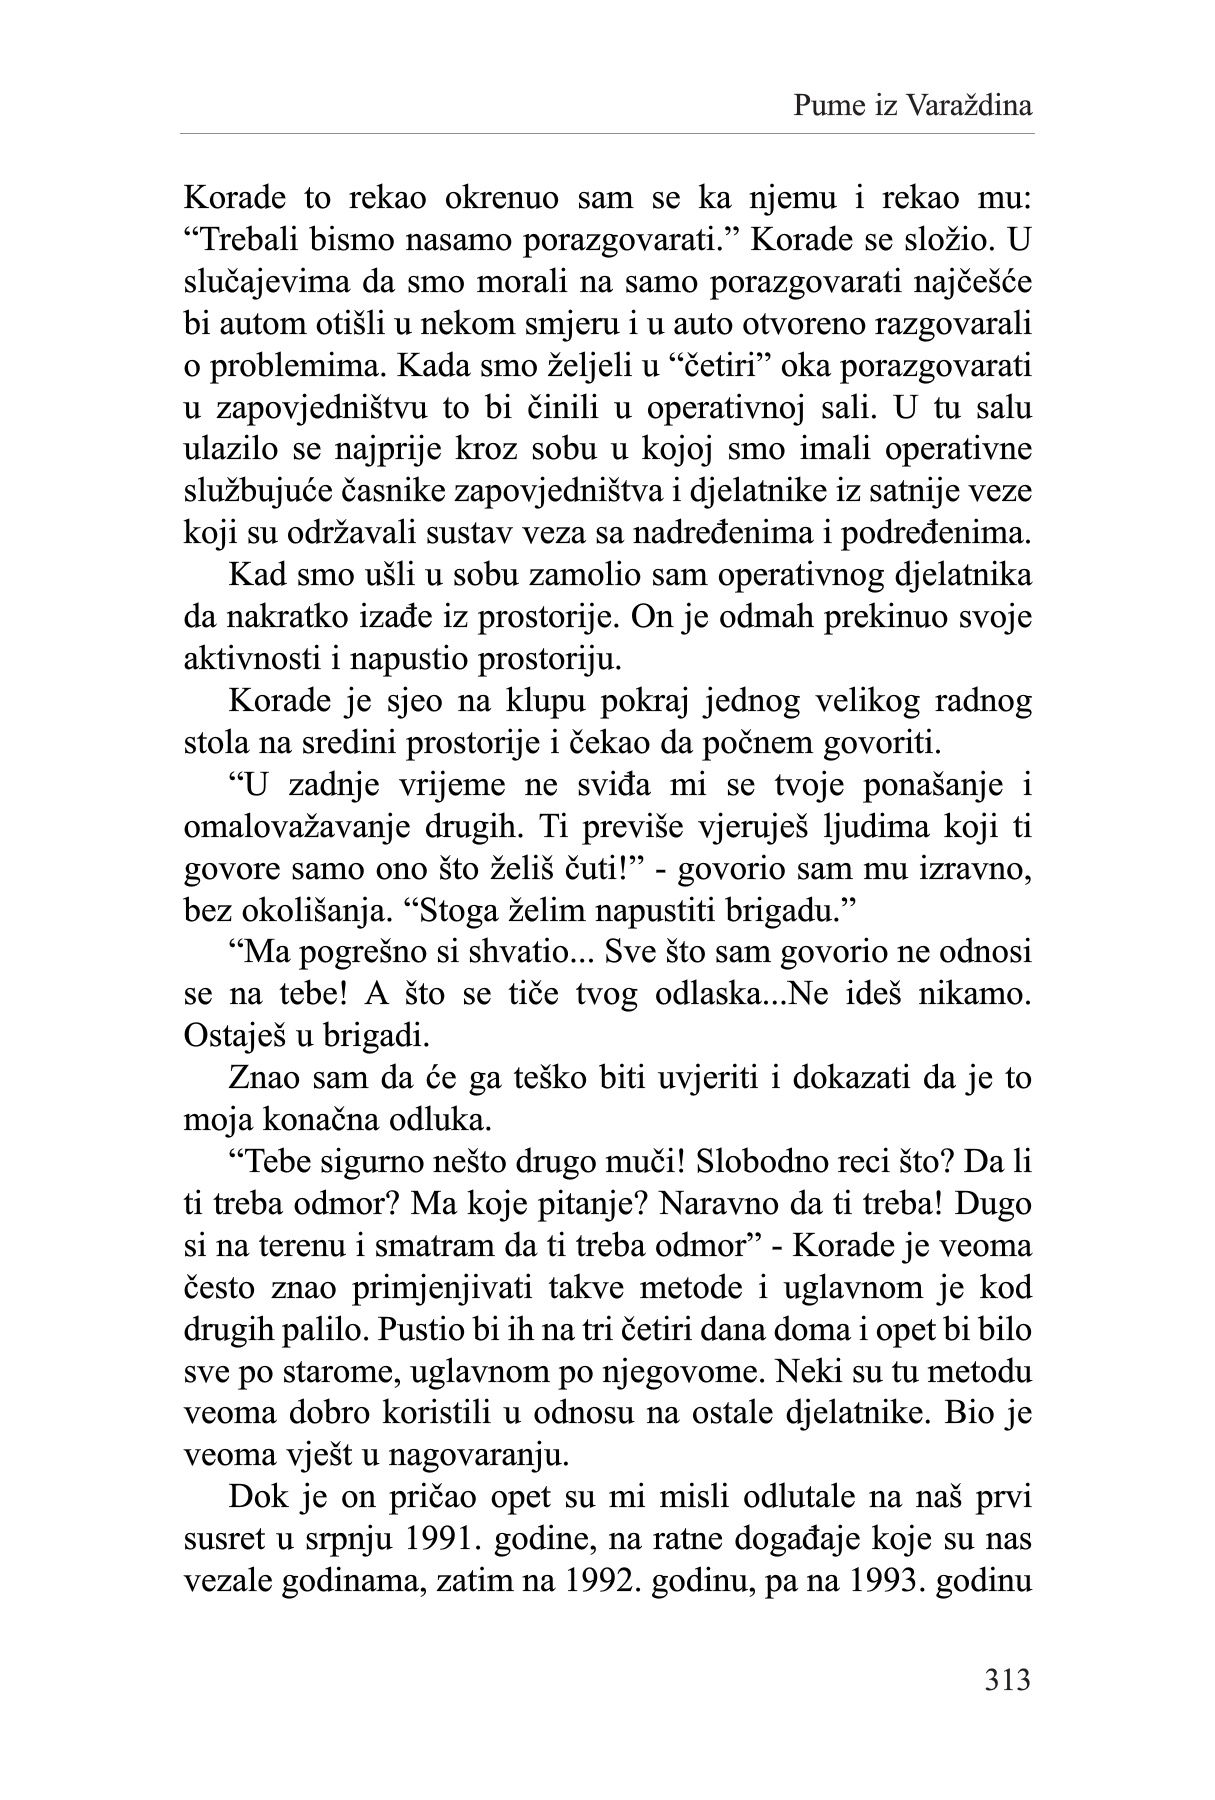 Pume iz Varaždina
Korade to rekao okrenuo sam se ka njemu i rekao mu:
“Trebali bismo nasamo porazgovarati.” Korade se složio. U
slučajevima da smo morali na samo porazgovarati najčešće
bi autom otišli u nekom smjeru i u auto otvoreno razgovarali
o problemima. Kada smo željeli u “četiri” oka porazgovarati
u zapovjedništvu to bi činili u operativnoj sali. U tu salu
ulazilo se najprije kroz sobu u kojoj smo imali operativne
službujuće časnike zapovjedništva i djelatnike iz satnije veze
koji su održavali sustav veza sa nadređenima i podređenima.
Kad smo ušli u sobu zamolio sam operativnog djelatnika
da nakratko izađe iz prostorije. On je odmah prekinuo svoje
aktivnosti i napustio prostoriju.
Korade je sjeo na klupu pokraj jednog velikog radnog
stola na sredini prostorije i čekao da počnem govoriti.
“U zadnje vrijeme ne sviđa mi se tvoje ponašanje i
omalovažavanje drugih. Ti previše vjeruješ ljudima koji ti
govore samo ono što želiš čuti!” - govorio sam mu izravno,
bez okolišanja. “Stoga želim napustiti brigadu.”
“Ma pogrešno si shvatio... Sve što sam govorio ne odnosi
se na tebe! A što se tiče tvog odlaska...Ne ideš nikamo.
Ostaješ u brigadi.
Znao sam da će ga teško biti uvjeriti i dokazati da je to
moja konačna odluka.
“Tebe sigurno nešto drugo muči! Slobodno reci što? Da li
ti treba odmor? Ma koje pitanje? Naravno da ti treba! Dugo
si na terenu i smatram da ti treba odmor” - Korade je veoma
često znao primjenjivati takve metode i uglavnom je kod
drugih palilo. Pustio bi ih na tri četiri dana doma i opet bi bilo
sve po starome, uglavnom po njegovome. Neki su tu metodu
veoma dobro koristili u odnosu na ostale djelatnike. Bio je
veoma vješt u nagovaranju.
Dok je on pričao opet su mi misli odlutale na naš prvi
susret u srpnju 1991. godine, na ratne događaje koje su nas
vezale godinama, zatim na 1992. godinu, pa na 1993. godinu
313